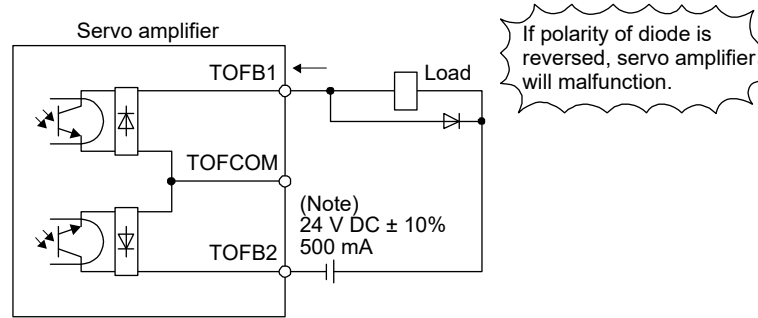 Servo amplifier
If polarity of diode is
reversed, servo amplifier
will malfunction.
TOFB1
Load
TOFCOM
(Note)
24 V DC ± 10%
500 mA
TOFB2